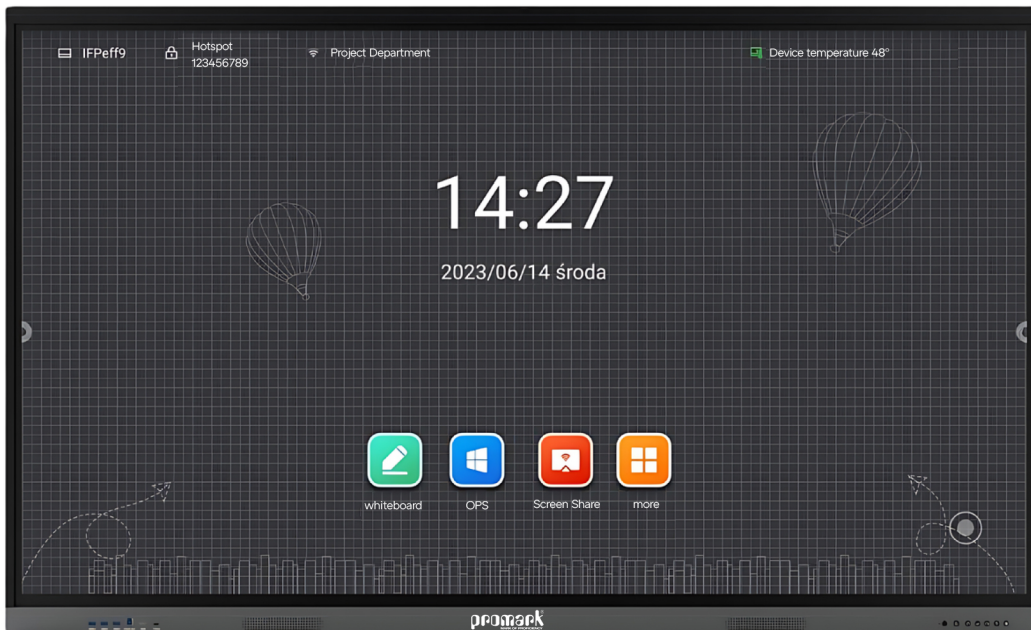 IFPeff9
Hotspot
123456789
Project Department
Device temperature 48°
14:27
2023/06/14 środa
whiteboard
OPS
Screen Share
more
promark